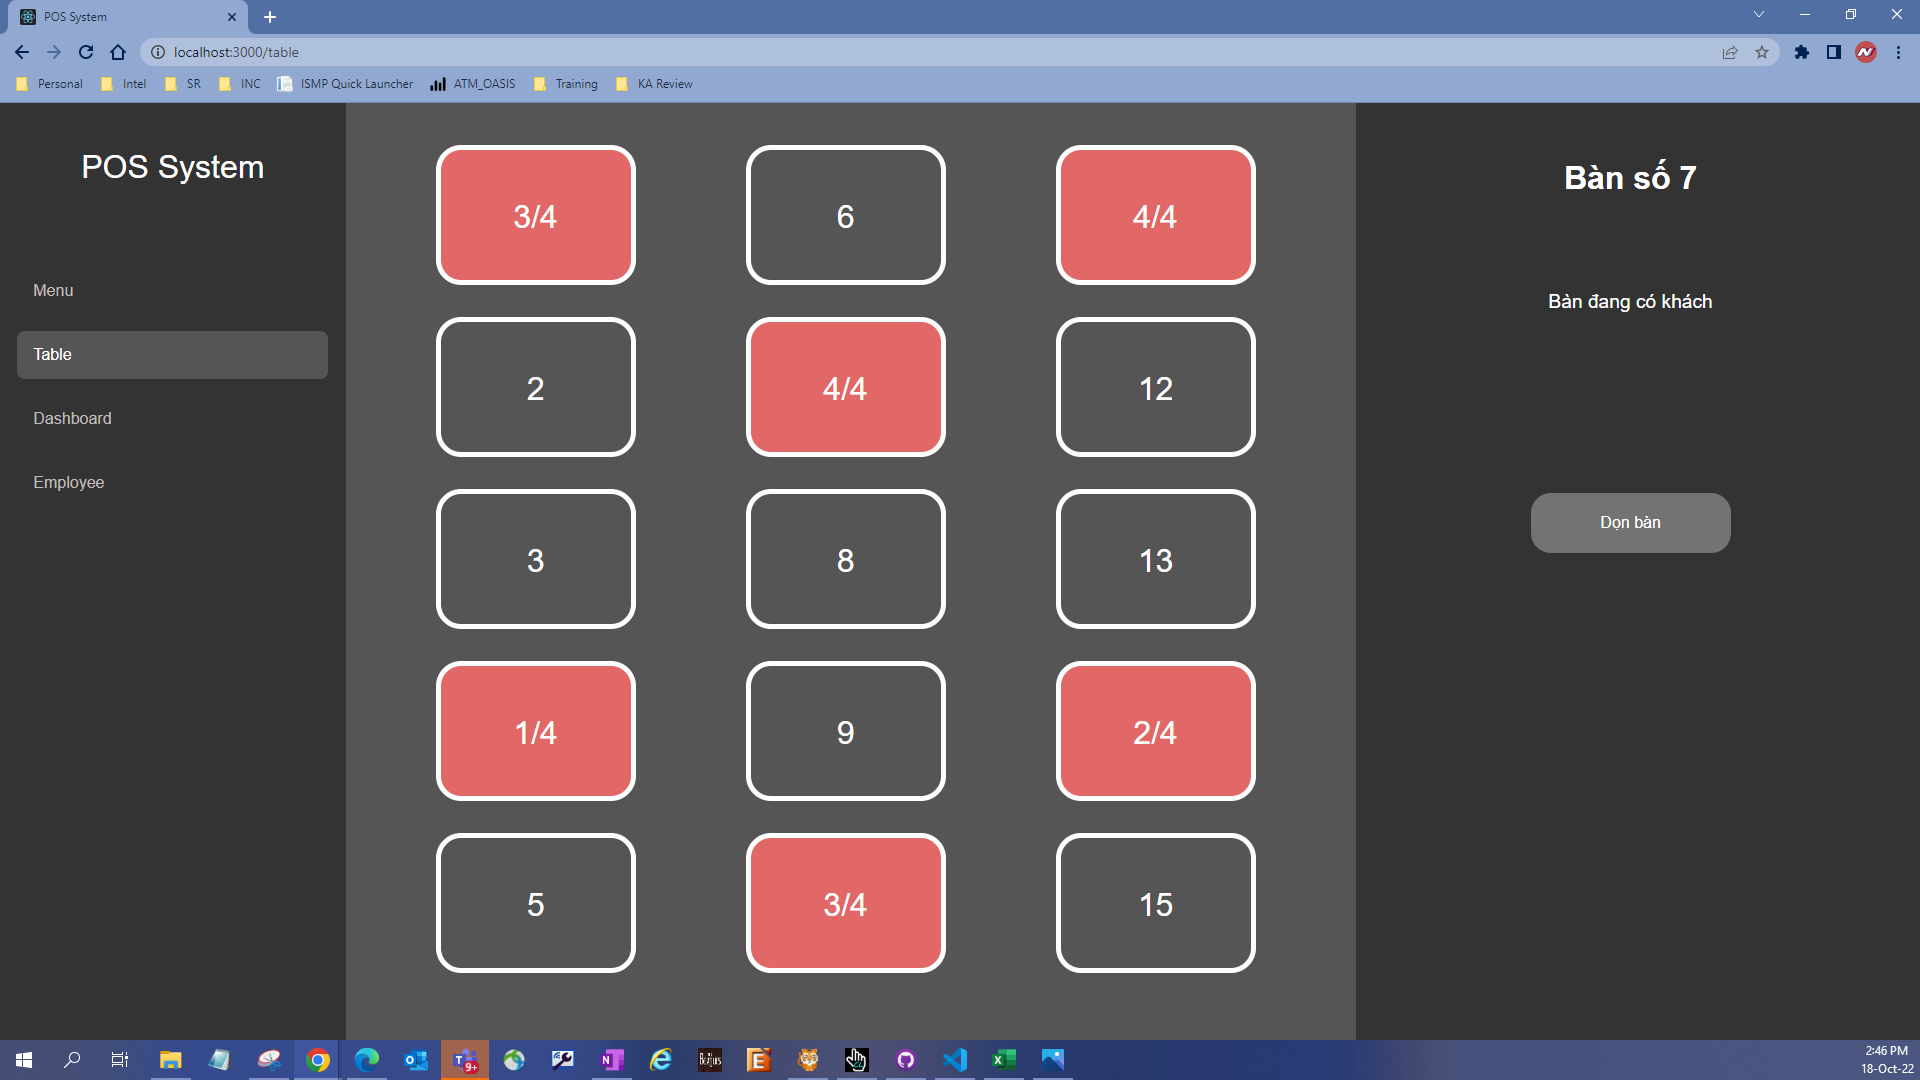 POS System
localhost:3000/table
Personal
Intel
SR
INC
ISMP Quick Launcher
ATM_OASIS
Training
KA Review
POS System
Menu
Table
Dashboard
Employee
3/4
6
4/4
2
4/4
12
3
8
13
1/4
9
2/4
5
3/4
15
Bàn số 7
Bàn đang có khách
Dọn bàn
9+
2:46 PM
18-Oct-22